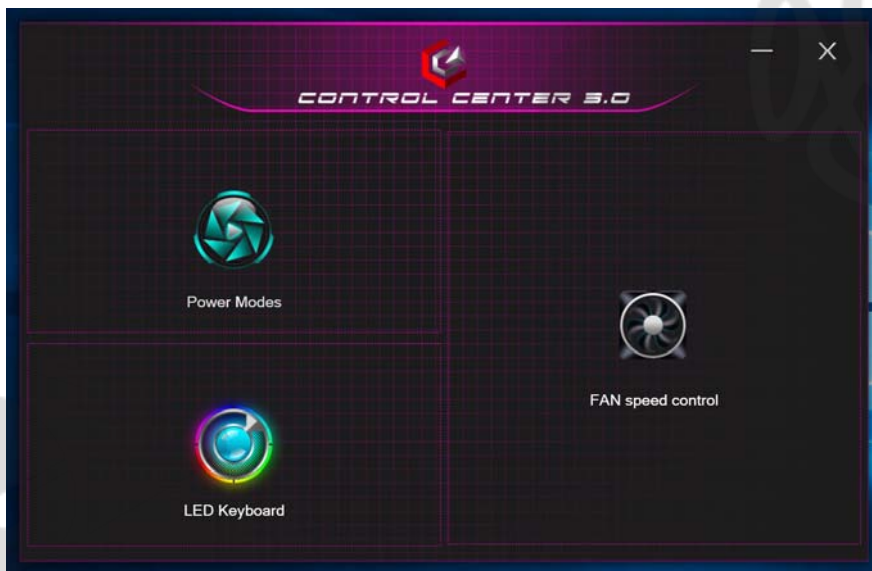 CONTROL CENTER 3.0
Power Modes
FAN speed control
LED Keyboard